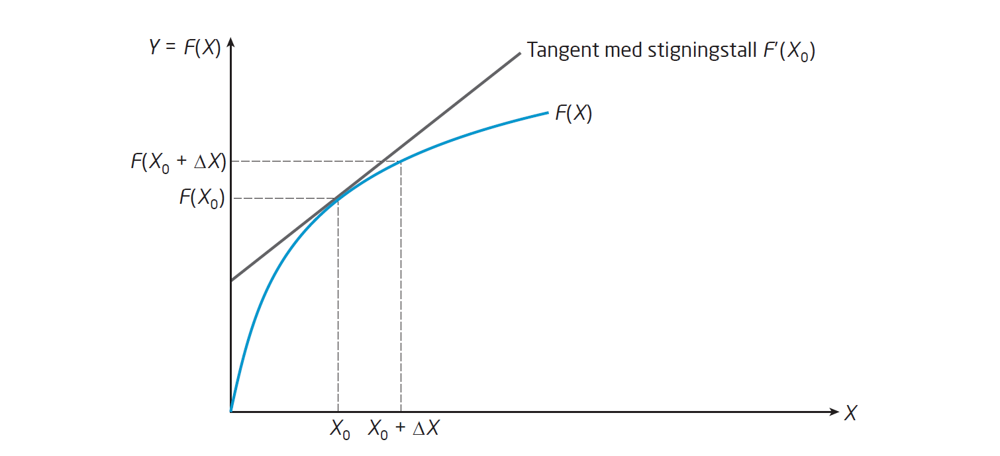 Y = F(X)
Tangent med stigningstall F′(X₀)
F(X)
F(X₀ + ΔX)
F(X₀)
X
X₀
X₀ + ΔX